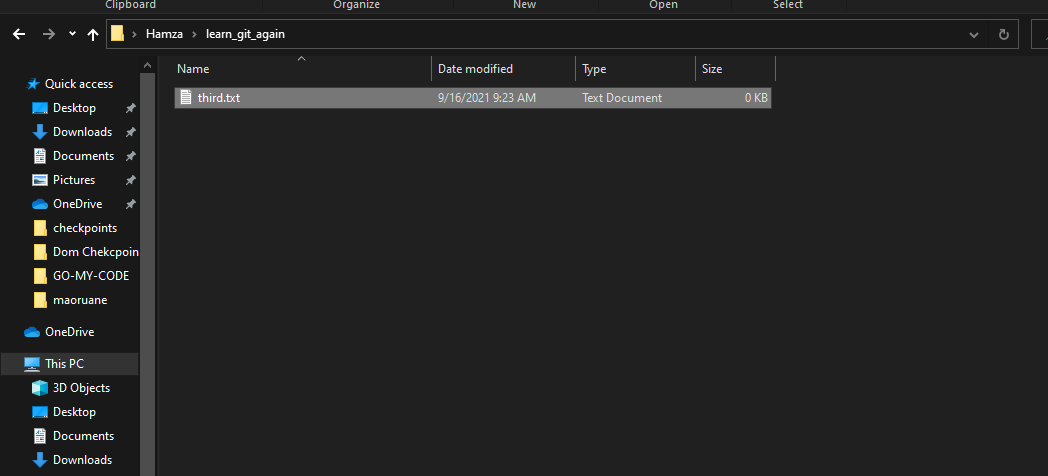 Clipboard Organize New Open Select
Hamza learn_git_again
Name Date modified Type Size
third.txt 9/16/2021 9:23 AM Text Document 0 KB
Quick access
Desktop
Downloads
Documents
Pictures
OneDrive
checkpoints
Dom Chekcpoin
GO-MY-CODE
maoruane
OneDrive
This PC
3D Objects
Desktop
Documents
Downloads